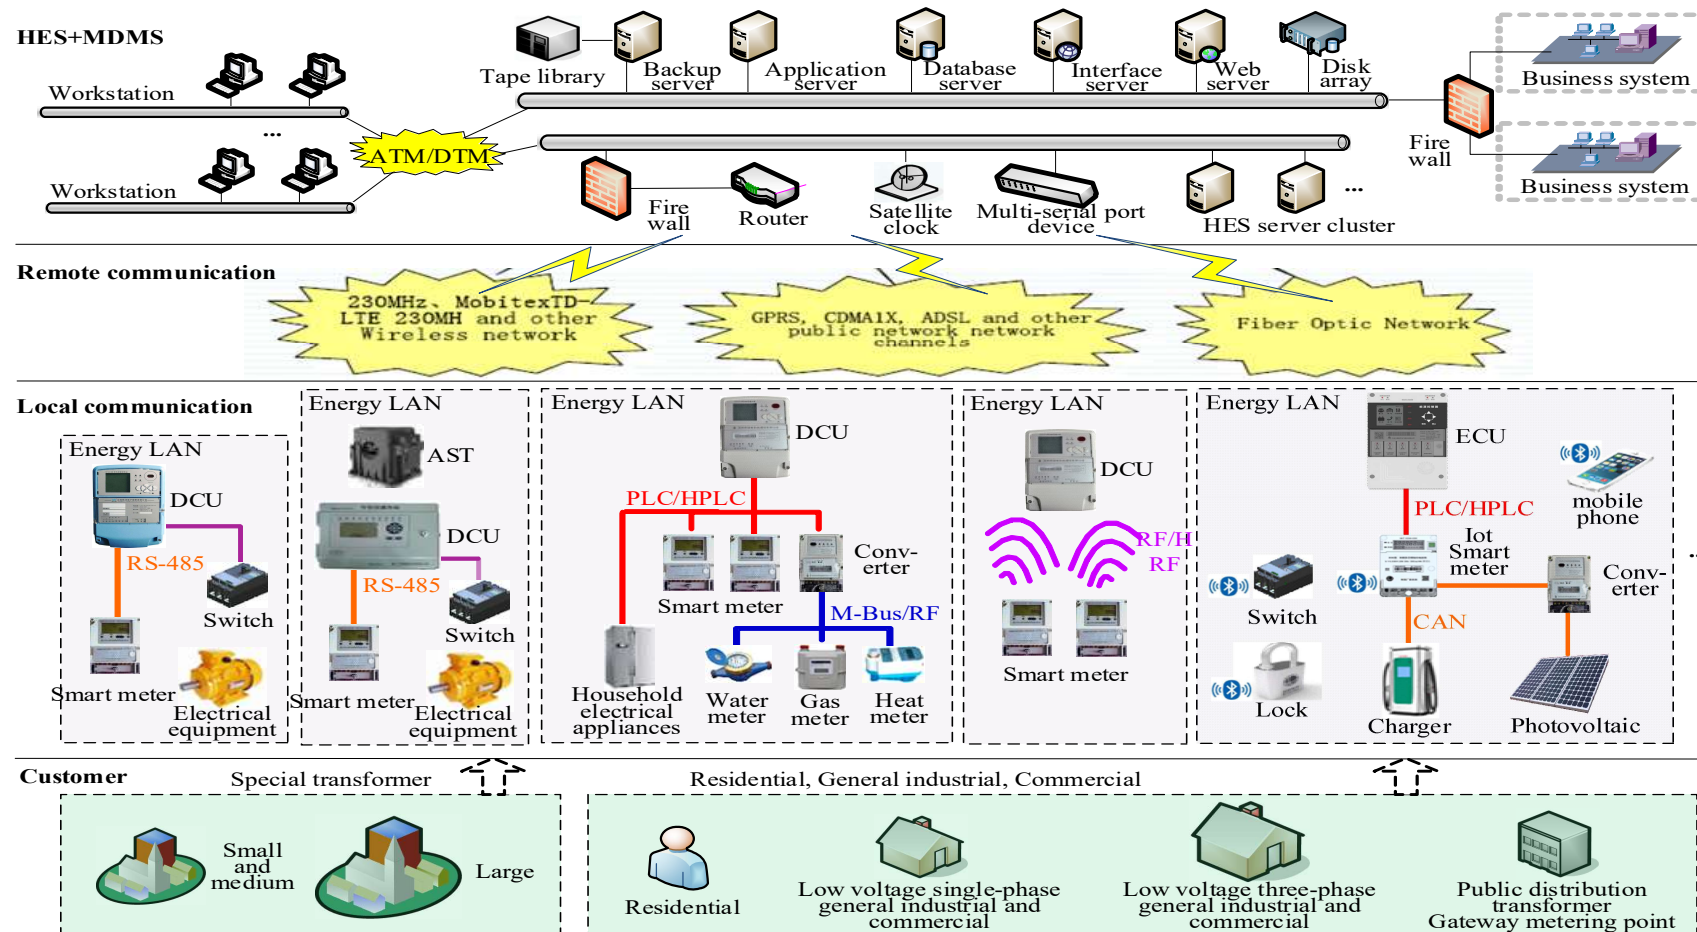 HES+MDMS
Workstation
...
Workstation
ATM/DTM
Tape library
Backup
server
Application
server
Database
server
Interface
server
Web
server
Disk
array
Fire
wall
Business system
Business system
Fire
wall
Router
Satellite
clock
Multi-serial port
device
HES server cluster
...
Remote communication
230MHz、MobitexTD-
LTE 230MH and other
Wireless network
GPRS, CDMA1X, ADSL and other
public network network
channels
Fiber Optic Network
Local communication
Energy LAN
DCU
RS-485
Switch
Smart meter
Electrical
equipment
Energy LAN
AST
DCU
RS-485
Switch
Smart meter
Electrical
equipment
Energy LAN
DCU
PLC/HPLC
Conv-
erter
Smart meter
M-Bus/RF
Household
electrical
appliances
Water
meter
Gas
meter
Heat
meter
Energy LAN
DCU
RF/H
RF
Smart meter
Energy LAN
ECU
mobile
phone
PLC/HPLC
Iot
Smart
meter
Conv-
erter
Switch
CAN
Lock
Charger
Photovoltaic
..
Customer
Special transformer
Small
and
medium
Large
Residential, General industrial, Commercial
Residential
Low voltage single-phase
general industrial and
commercial
Low voltage three-phase
general industrial and
commercial
Public distribution
transformer
Gateway metering point